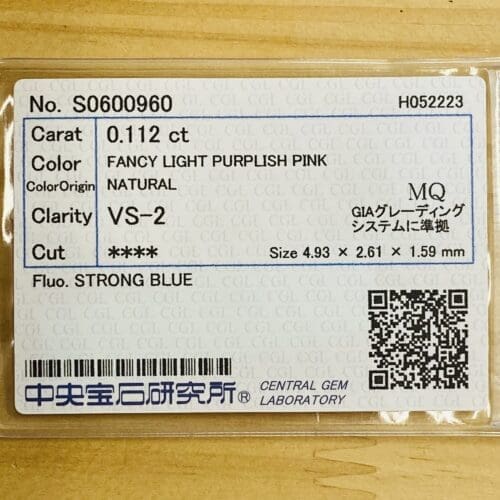 No. S0600960 H052223
Carat 0.112 ct
Color FANCY LIGHT PURPLISH PINK
ColorOrigin NATURAL
Clarity VS-2
MQ
GIAグレーディング
システムに準拠
Cut **** Size 4.93 × 2.61 × 1.59 mm
Fluo. STRONG BLUE
中央宝石研究所® CENTRAL GEM
LABORATORY